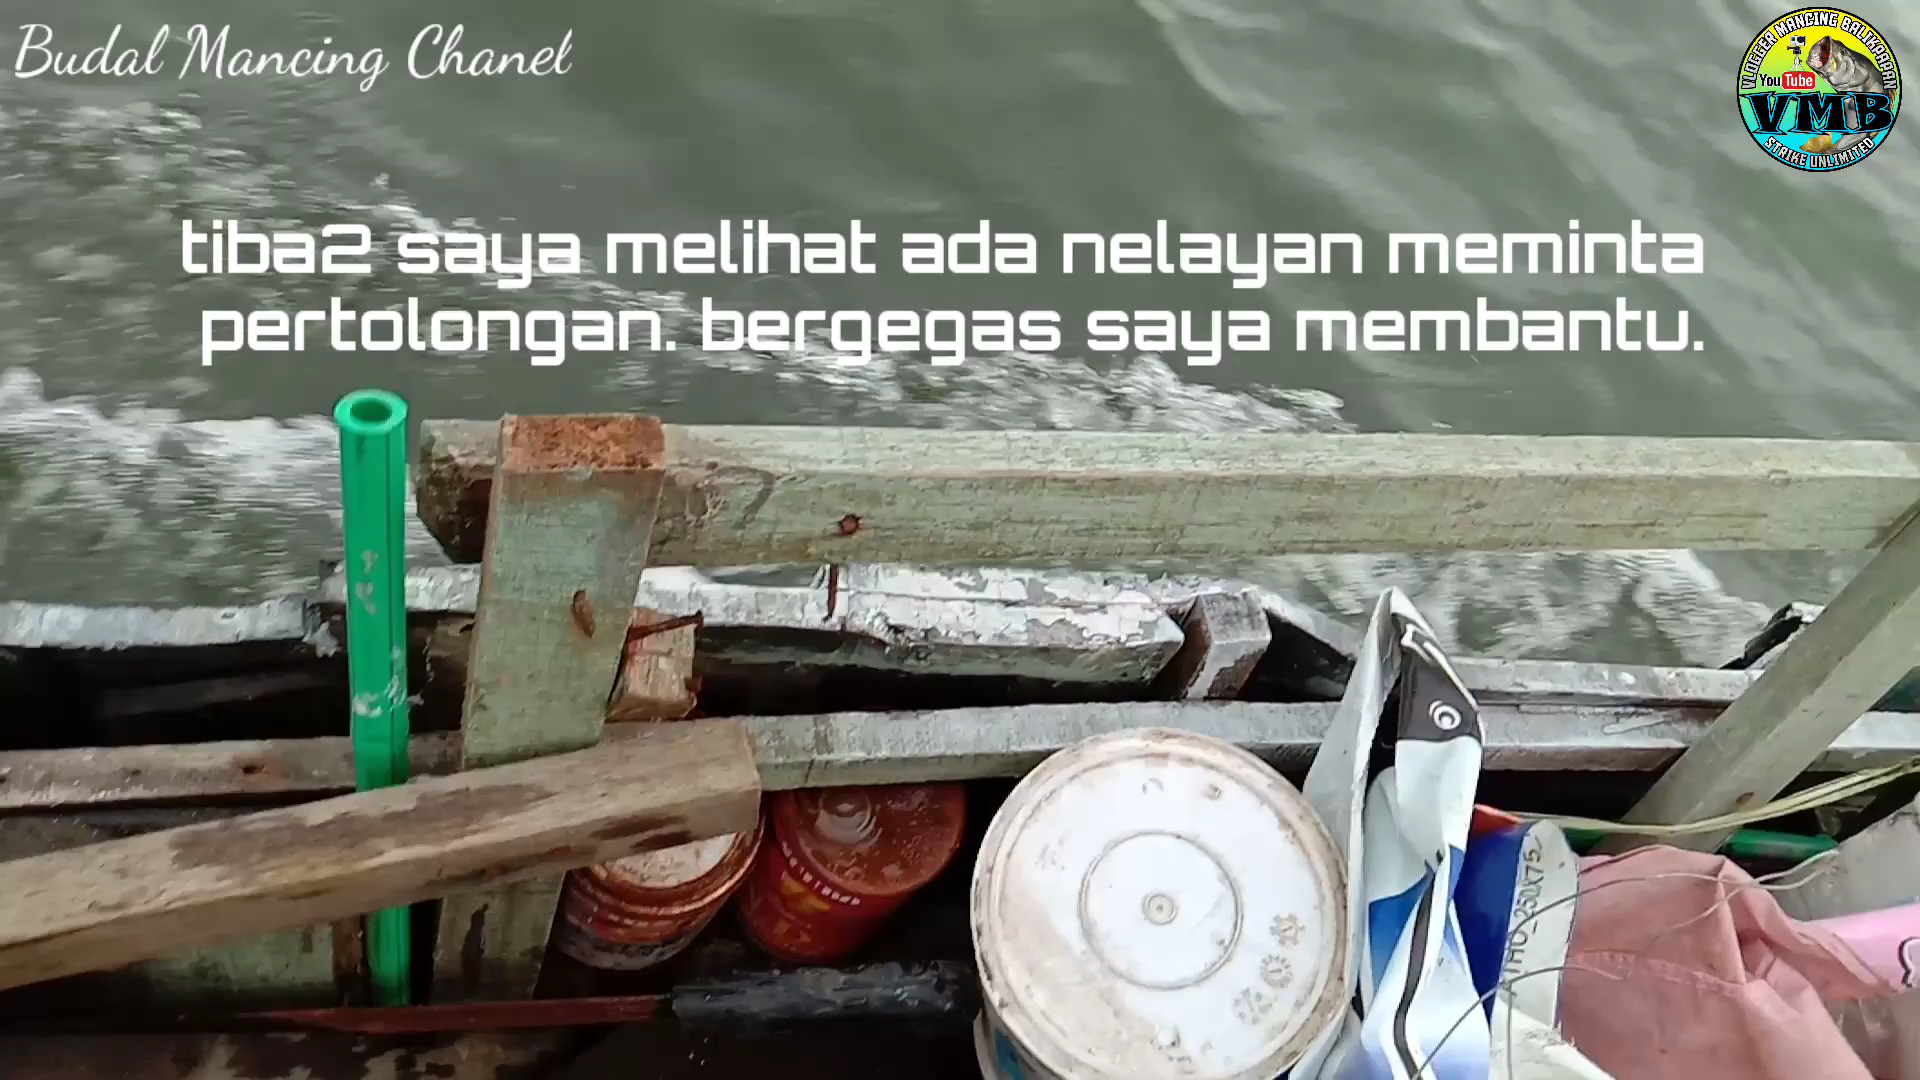 Budal Mancing Chanel
VLOGGER MANCING BALIKPAPAN
YouTube
VMB
STRIKE UNLIMITED
tiba2 saya melihat ada nelayan meminta
pertolongan. bergegas saya membantu.